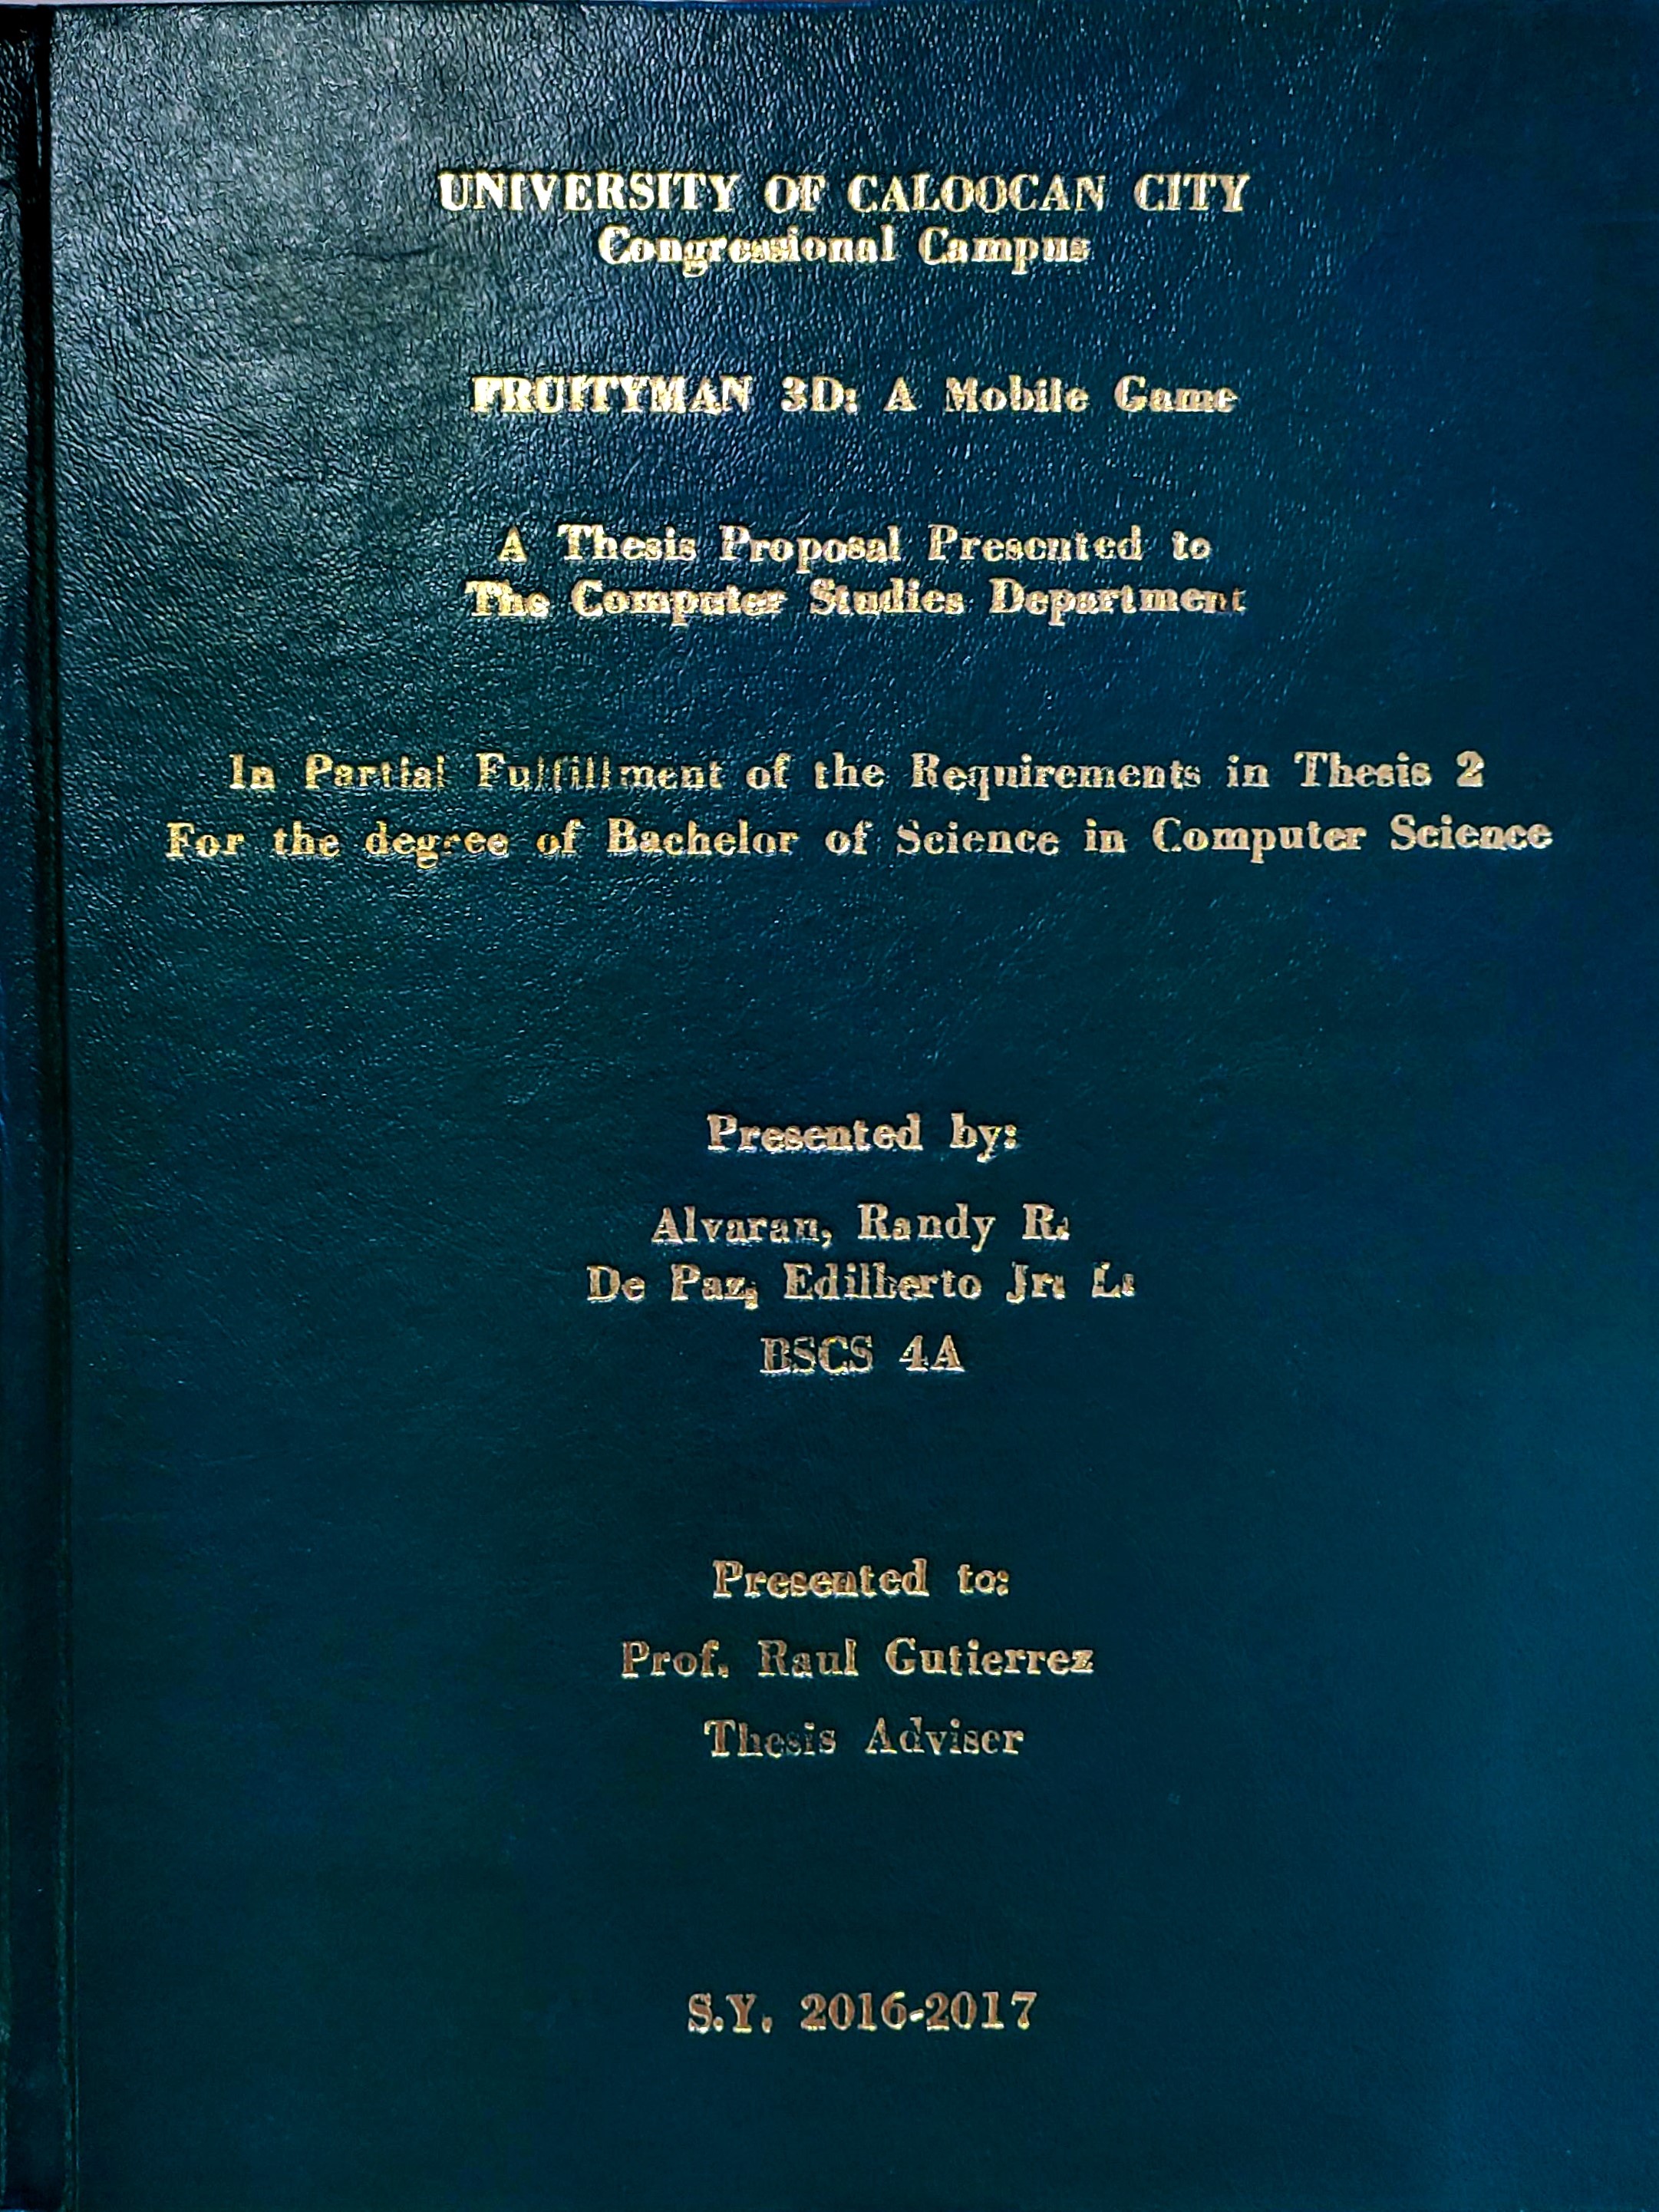 UNIVERSITY OF CALOOCAN CITY
Congressional Campus
FRUITYMAN 3D: A Mobile Game
A Thesis Proposal Presented to
The Computer Studies Department
In Partial Fulfillment of the Requirements in Thesis 2
For the degree of Bachelor of Science in Computer Science
Presented by:
Alvaran, Randy R.
De Paz, Edilberto Jr. L.
BSCS 4A
Presented to:
Prof. Raul Gutierrez
Thesis Adviser
S.Y. 2016-2017